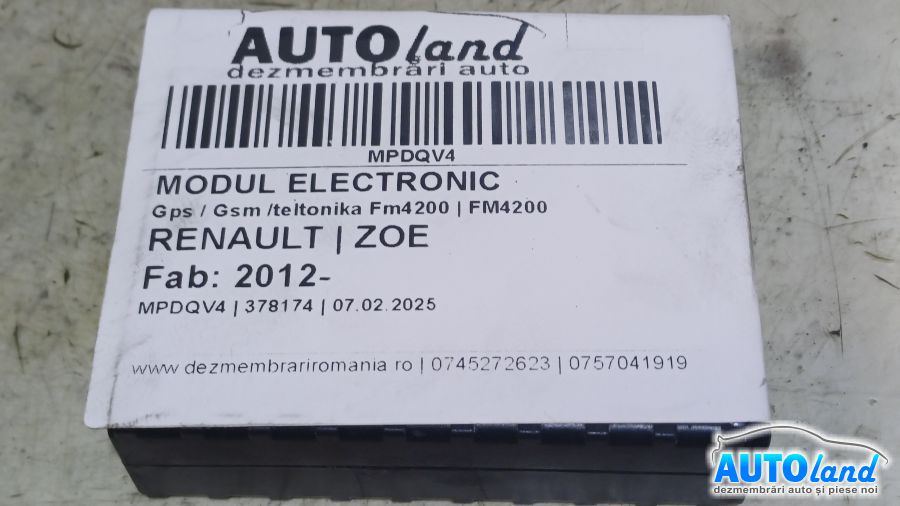 AUTOland
dezmembrări auto
MPDQV4
MODUL ELECTRONIC
Gps / Gsm /teltonika Fm4200 | FM4200
RENAULT | ZOE
Fab: 2012-
MPDQV4 | 378174 | 07.02.2025
www.dezmembrariromania.ro | 0745272623 | 0757041919
AUTOland
dezmembrări auto și piese noi